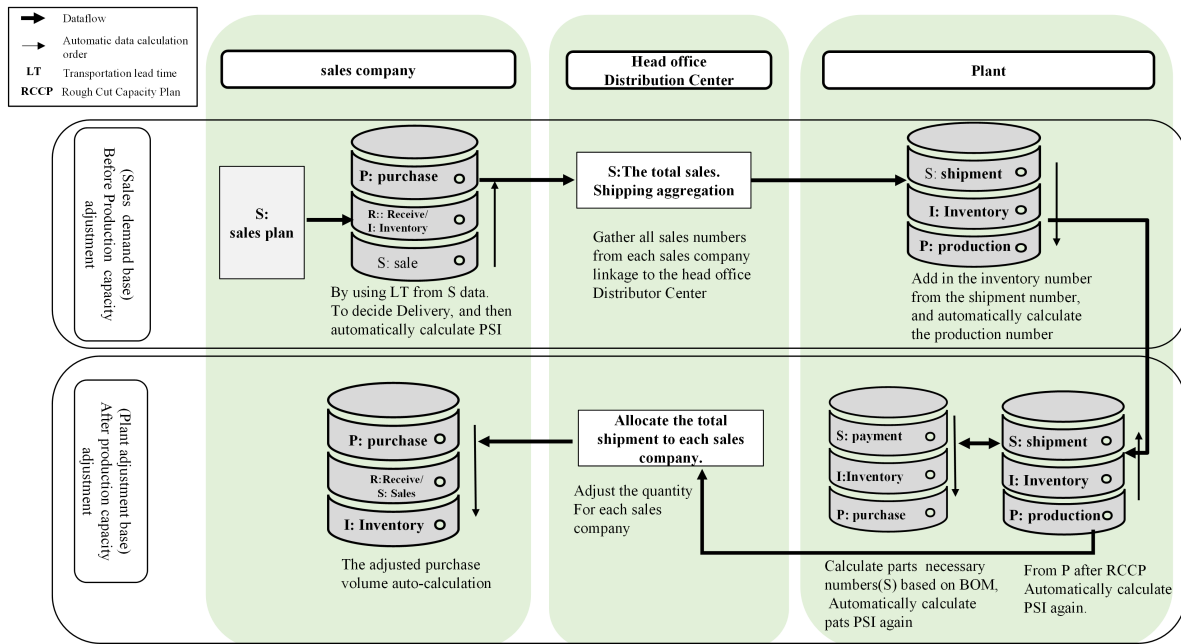 Dataflow
Automatic data calculation
order
LT Transportation lead time
RCCP Rough Cut Capacity Plan
sales company
Head office
Distribution Center
Plant
(Sales demand base)
Before Production capacity
adjustment
S:
sales plan
P: purchase
R:: Receive/
I: Inventory
S: sale
By using LT from S data.
To decide Delivery, and then
automatically calculate PSI
S:The total sales.
Shipping aggregation
Gather all sales numbers
from each sales company
linkage to the head office
Distributor Center
S: shipment
I: Inventory
P: production
Add in the inventory number
from the shipment number,
and automatically calculate
the production number
(Plant adjustment base)
After production capacity
adjustment
P: purchase
R:Receive/
S: Sales
I: Inventory
The adjusted purchase
volume auto-calculation
Allocate the total
shipment to each sales
company.
Adjust the quantity
For each sales
company
S: payment
I:Inventory
P: purchase
Calculate parts necessary
numbers(S) based on BOM,
Automatically calculate
pats PSI again
S: shipment
I: Inventory
P: production
From P after RCCP
Automatically calculate
PSI again.